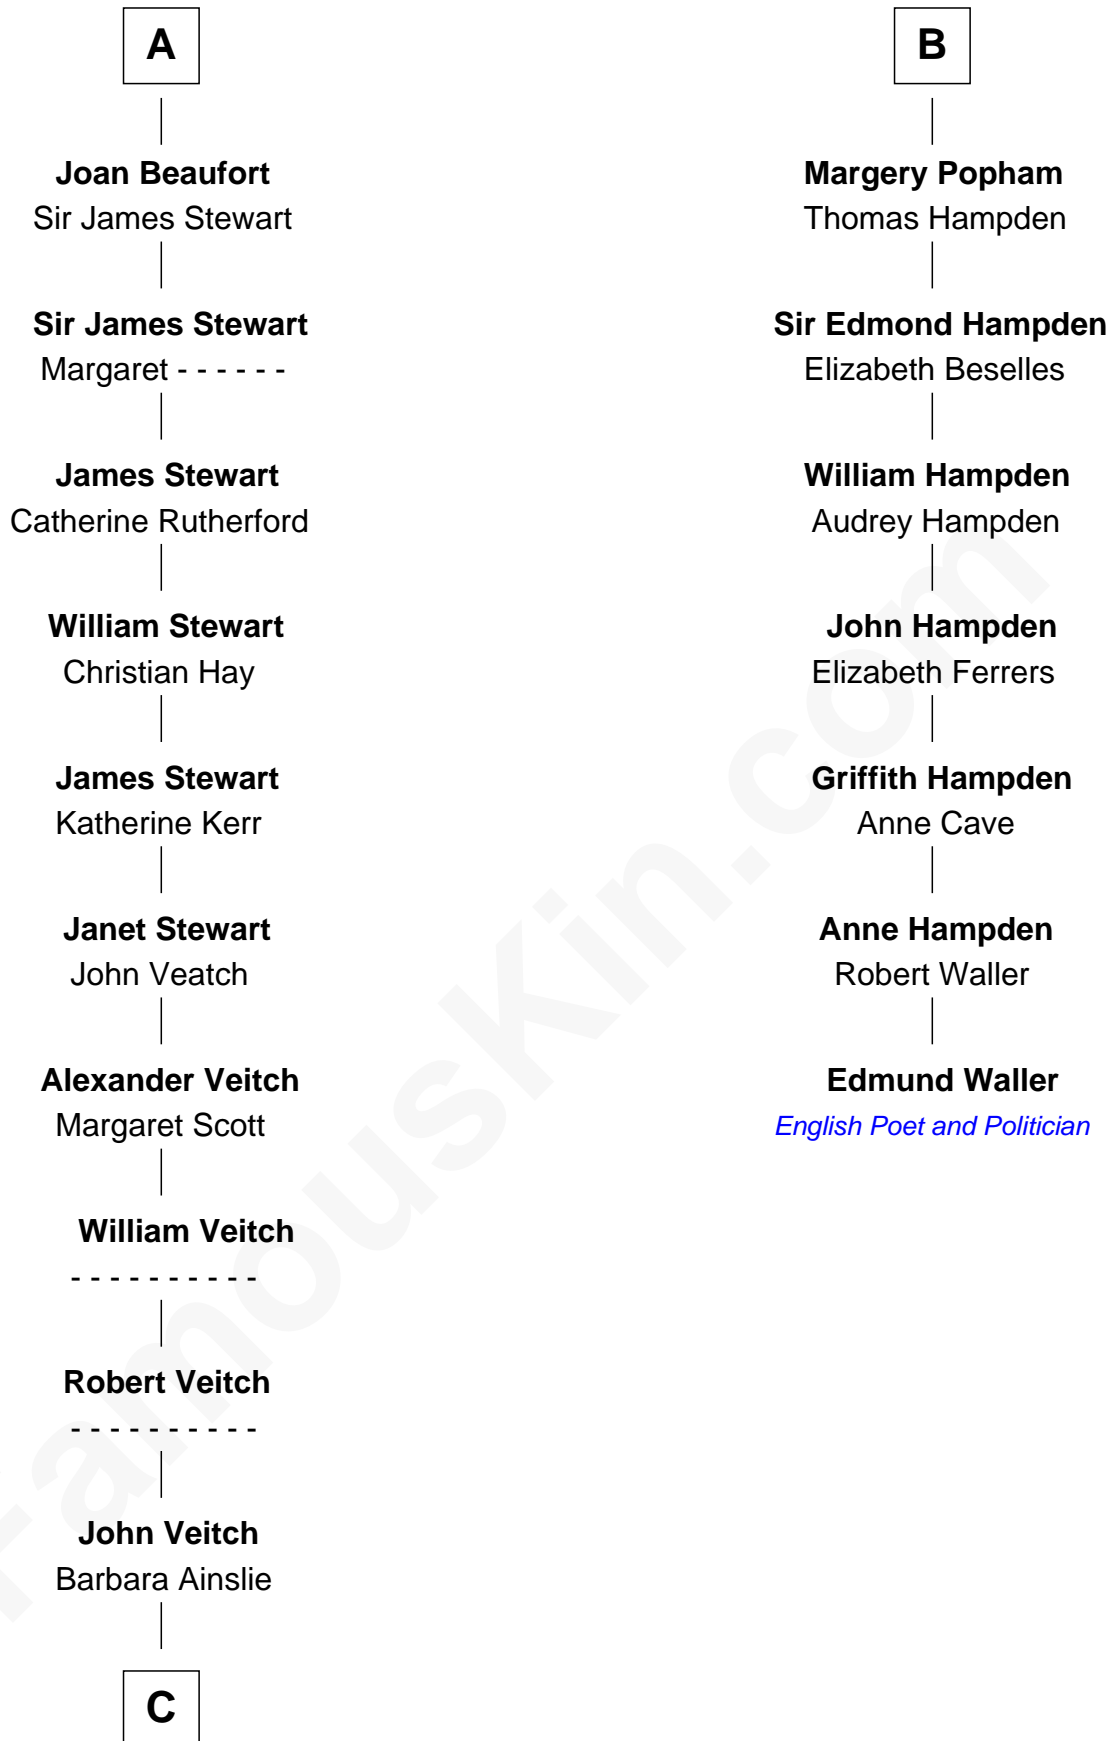 A
Joan Beaufort
Sir James Stewart
Sir James Stewart
Margaret - - - - - -
James Stewart
Catherine Rutherford
William Stewart
Christian Hay
James Stewart
Katherine Kerr
Janet Stewart
John Veatch
Alexander Veitch
Margaret Scott
William Veitch
- - - - - - - - - -
Robert Veitch
- - - - - - - - - -
John Veitch
Barbara Ainslie
C
B
Margery Popham
Thomas Hampden
Sir Edmond Hampden
Elizabeth Beselles
William Hampden
Audrey Hampden
John Hampden
Elizabeth Ferrers
Griffith Hampden
Anne Cave
Anne Hampden
Robert Waller
Edmund Waller
English Poet and Politician
FamousKin.com